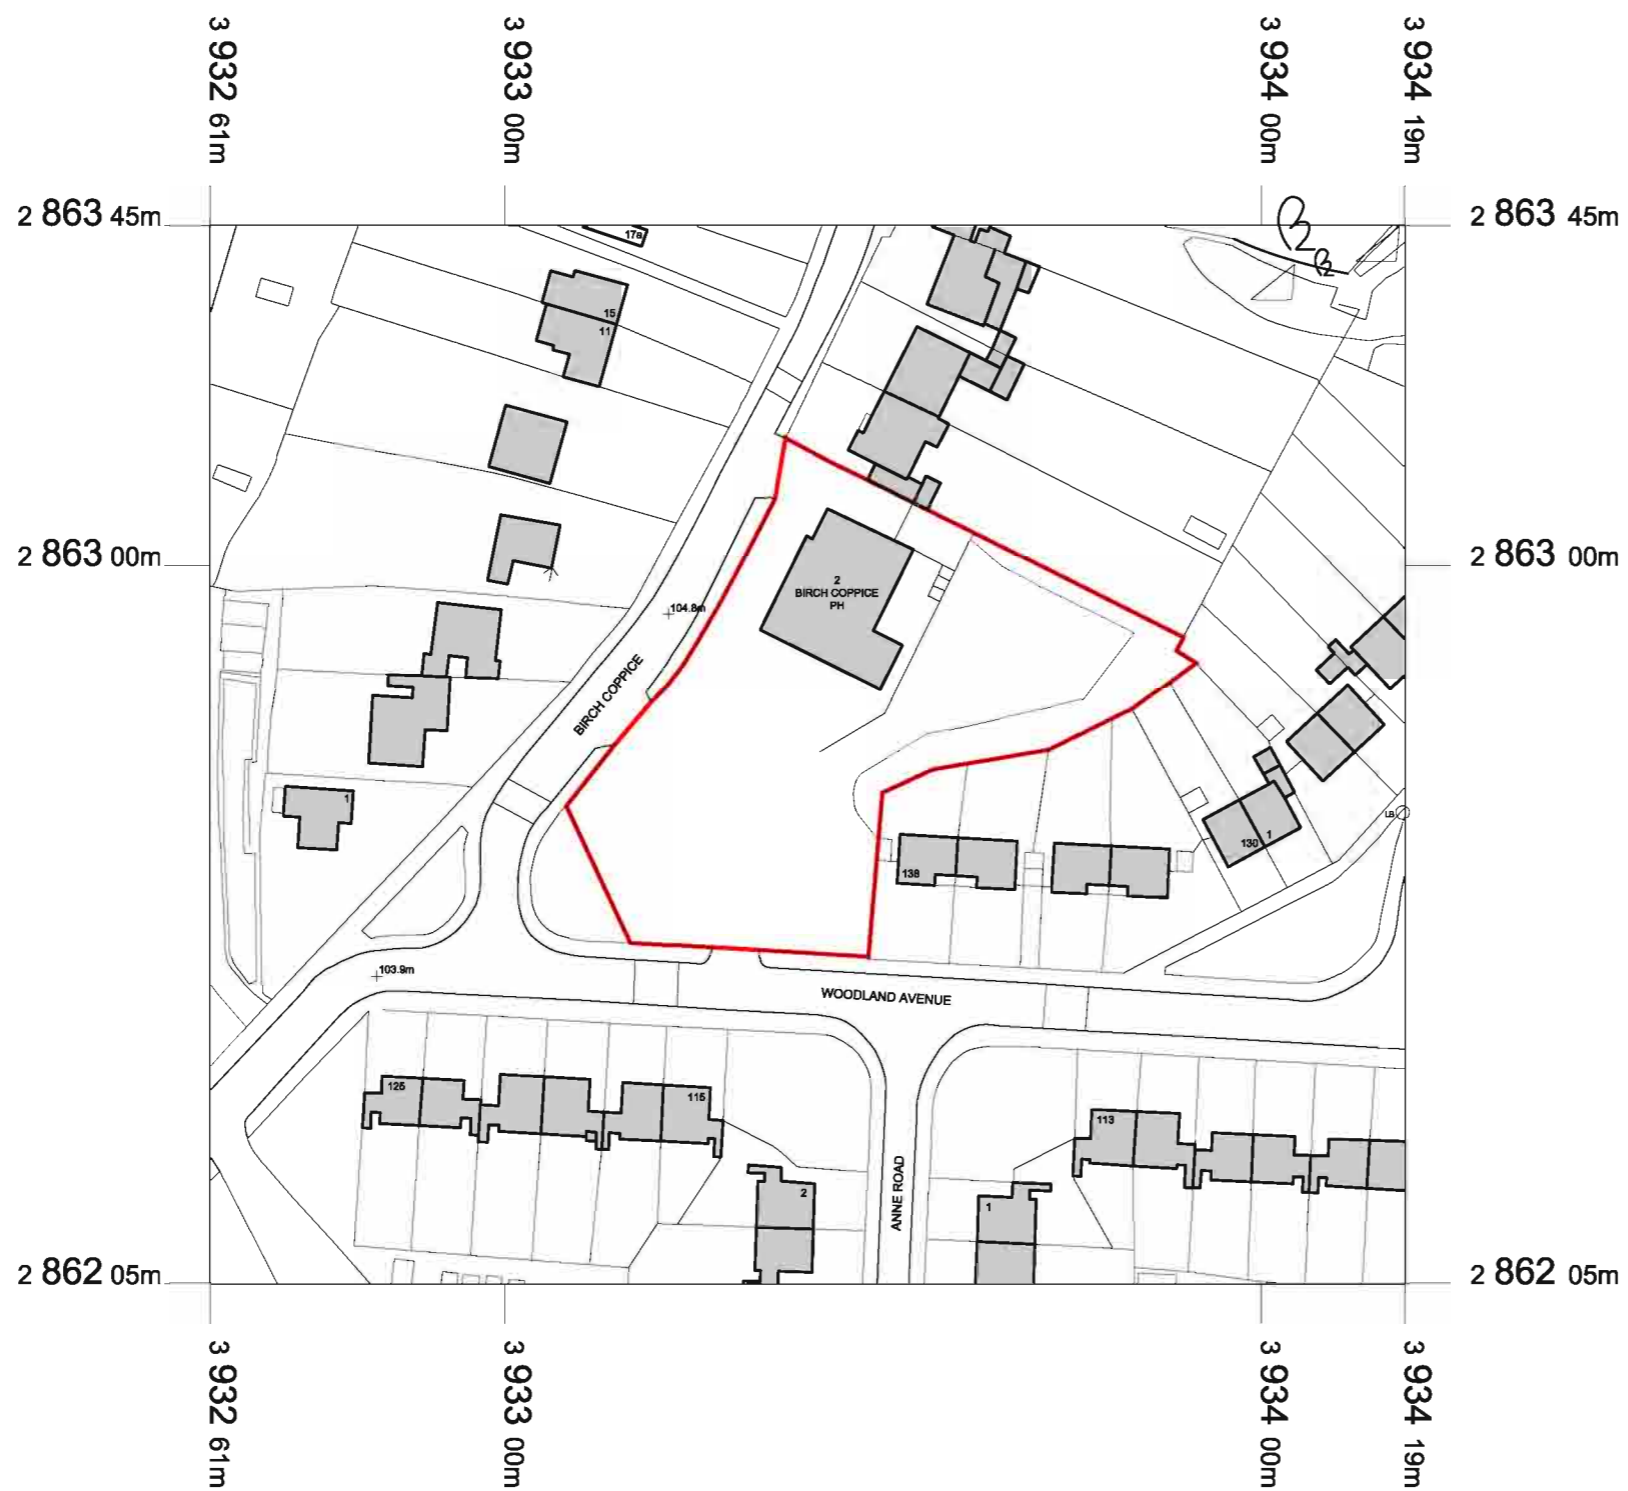 3 932 61m
3 933 00m
3 934 00m
3 934 19m
2 863 45m
2 863 45m
17a
15
11
2 863 00m
2 863 00m
2
BIRCH COPPICE
PH
104.8m
BIRCH COPPICE
1
LB
130
1
138
103.9m
WOODLAND AVENUE
125
115
113
ANNE ROAD
2
1
2 862 05m
2 862 05m
3 932 61m
3 933 00m
3 934 00m
3 934 19m